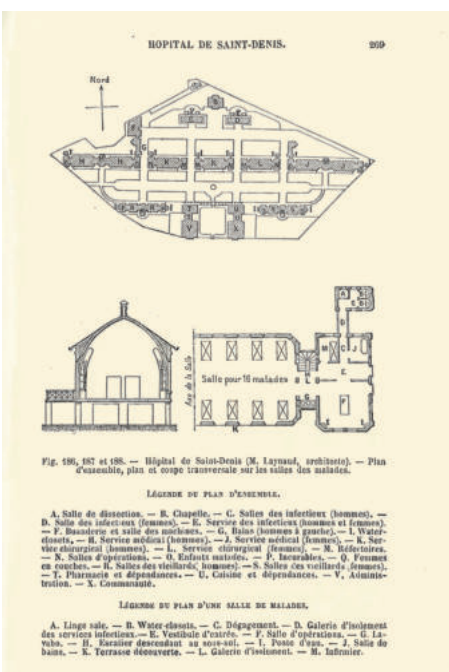 HOPITAL DE SAINT-DENIS. 269
Nord
Axe de la Salle
Salle pour 16 malades
Fig. 186, 187 et 188. — Hôpital de Saint-Denis (M. Laynaud, architecte). — Plan
d'ensemble, plan et coupe transversale sur les salles des malades.
LÉGENDE DU PLAN D'ENSEMBLE.
A. Salle de dissection. — B. Chapelle. — C. Salles des infectieux (hommes). —
D. Salle des infectieux (femmes). — E. Service des infectieux (hommes et femmes).
— F. Buanderie et salle des machines. — G. Bains (hommes à gauche). — I. Water-
closets. — H. Service médical (hommes). — J. Service médical (femmes). — K. Ser-
vice chirurgical (hommes). — L. Service chirurgical (femmes). — M. Réfectoires.
— N. Salles d'opérations. — O. Enfants malades. — P. Incurables. — Q. Femmes
en couches. — R. Salles des vieillards (hommes). — S. Salles des vieillards (femmes).
— T. Pharmacie et dépendances. — U. Cuisine et dépendances. — V. Adminis-
tration. — X. Communauté.
LÉGENDE DU PLAN D'UNE SALLE DE MALADES.
A. Linge sale. — B. Water-closets. — C. Dégagement. — D. Galerie d'isolement
des services infectieux. — E. Vestibule d'entrée. — F. Salle d'opérations. — G. La-
vabo. — H. Escalier descendant au sous-sol. — I. Poste d'eau. — J. Salle de
bains. — K. Terrasse découverte. — L. Galerie d'isolement. — M. Infirmier.